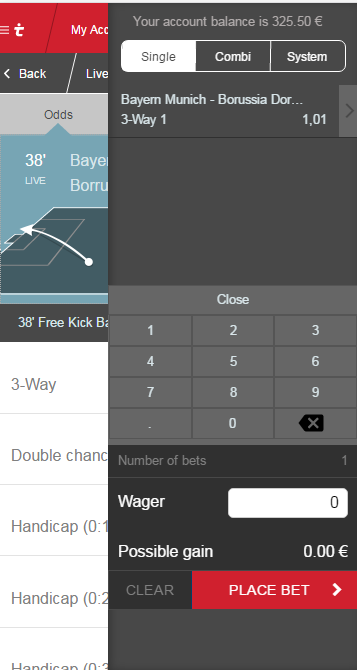 Your account balance is 325.50 €
My Acc
Single
Combi
System
Back
Live
Bayern Munich - Borussia Dor...
3-Way 1
1,01
Odds
38'
LIVE
Baye
Borru
38' Free Kick Ba
Close
1
2
3
4
5
6
7
8
9
.
0
3-Way
Double chanc
Handicap (0:1
Handicap (0:2
Handicap (0:3
Number of bets
1
Wager
0
Possible gain
0.00 €
CLEAR
PLACE BET